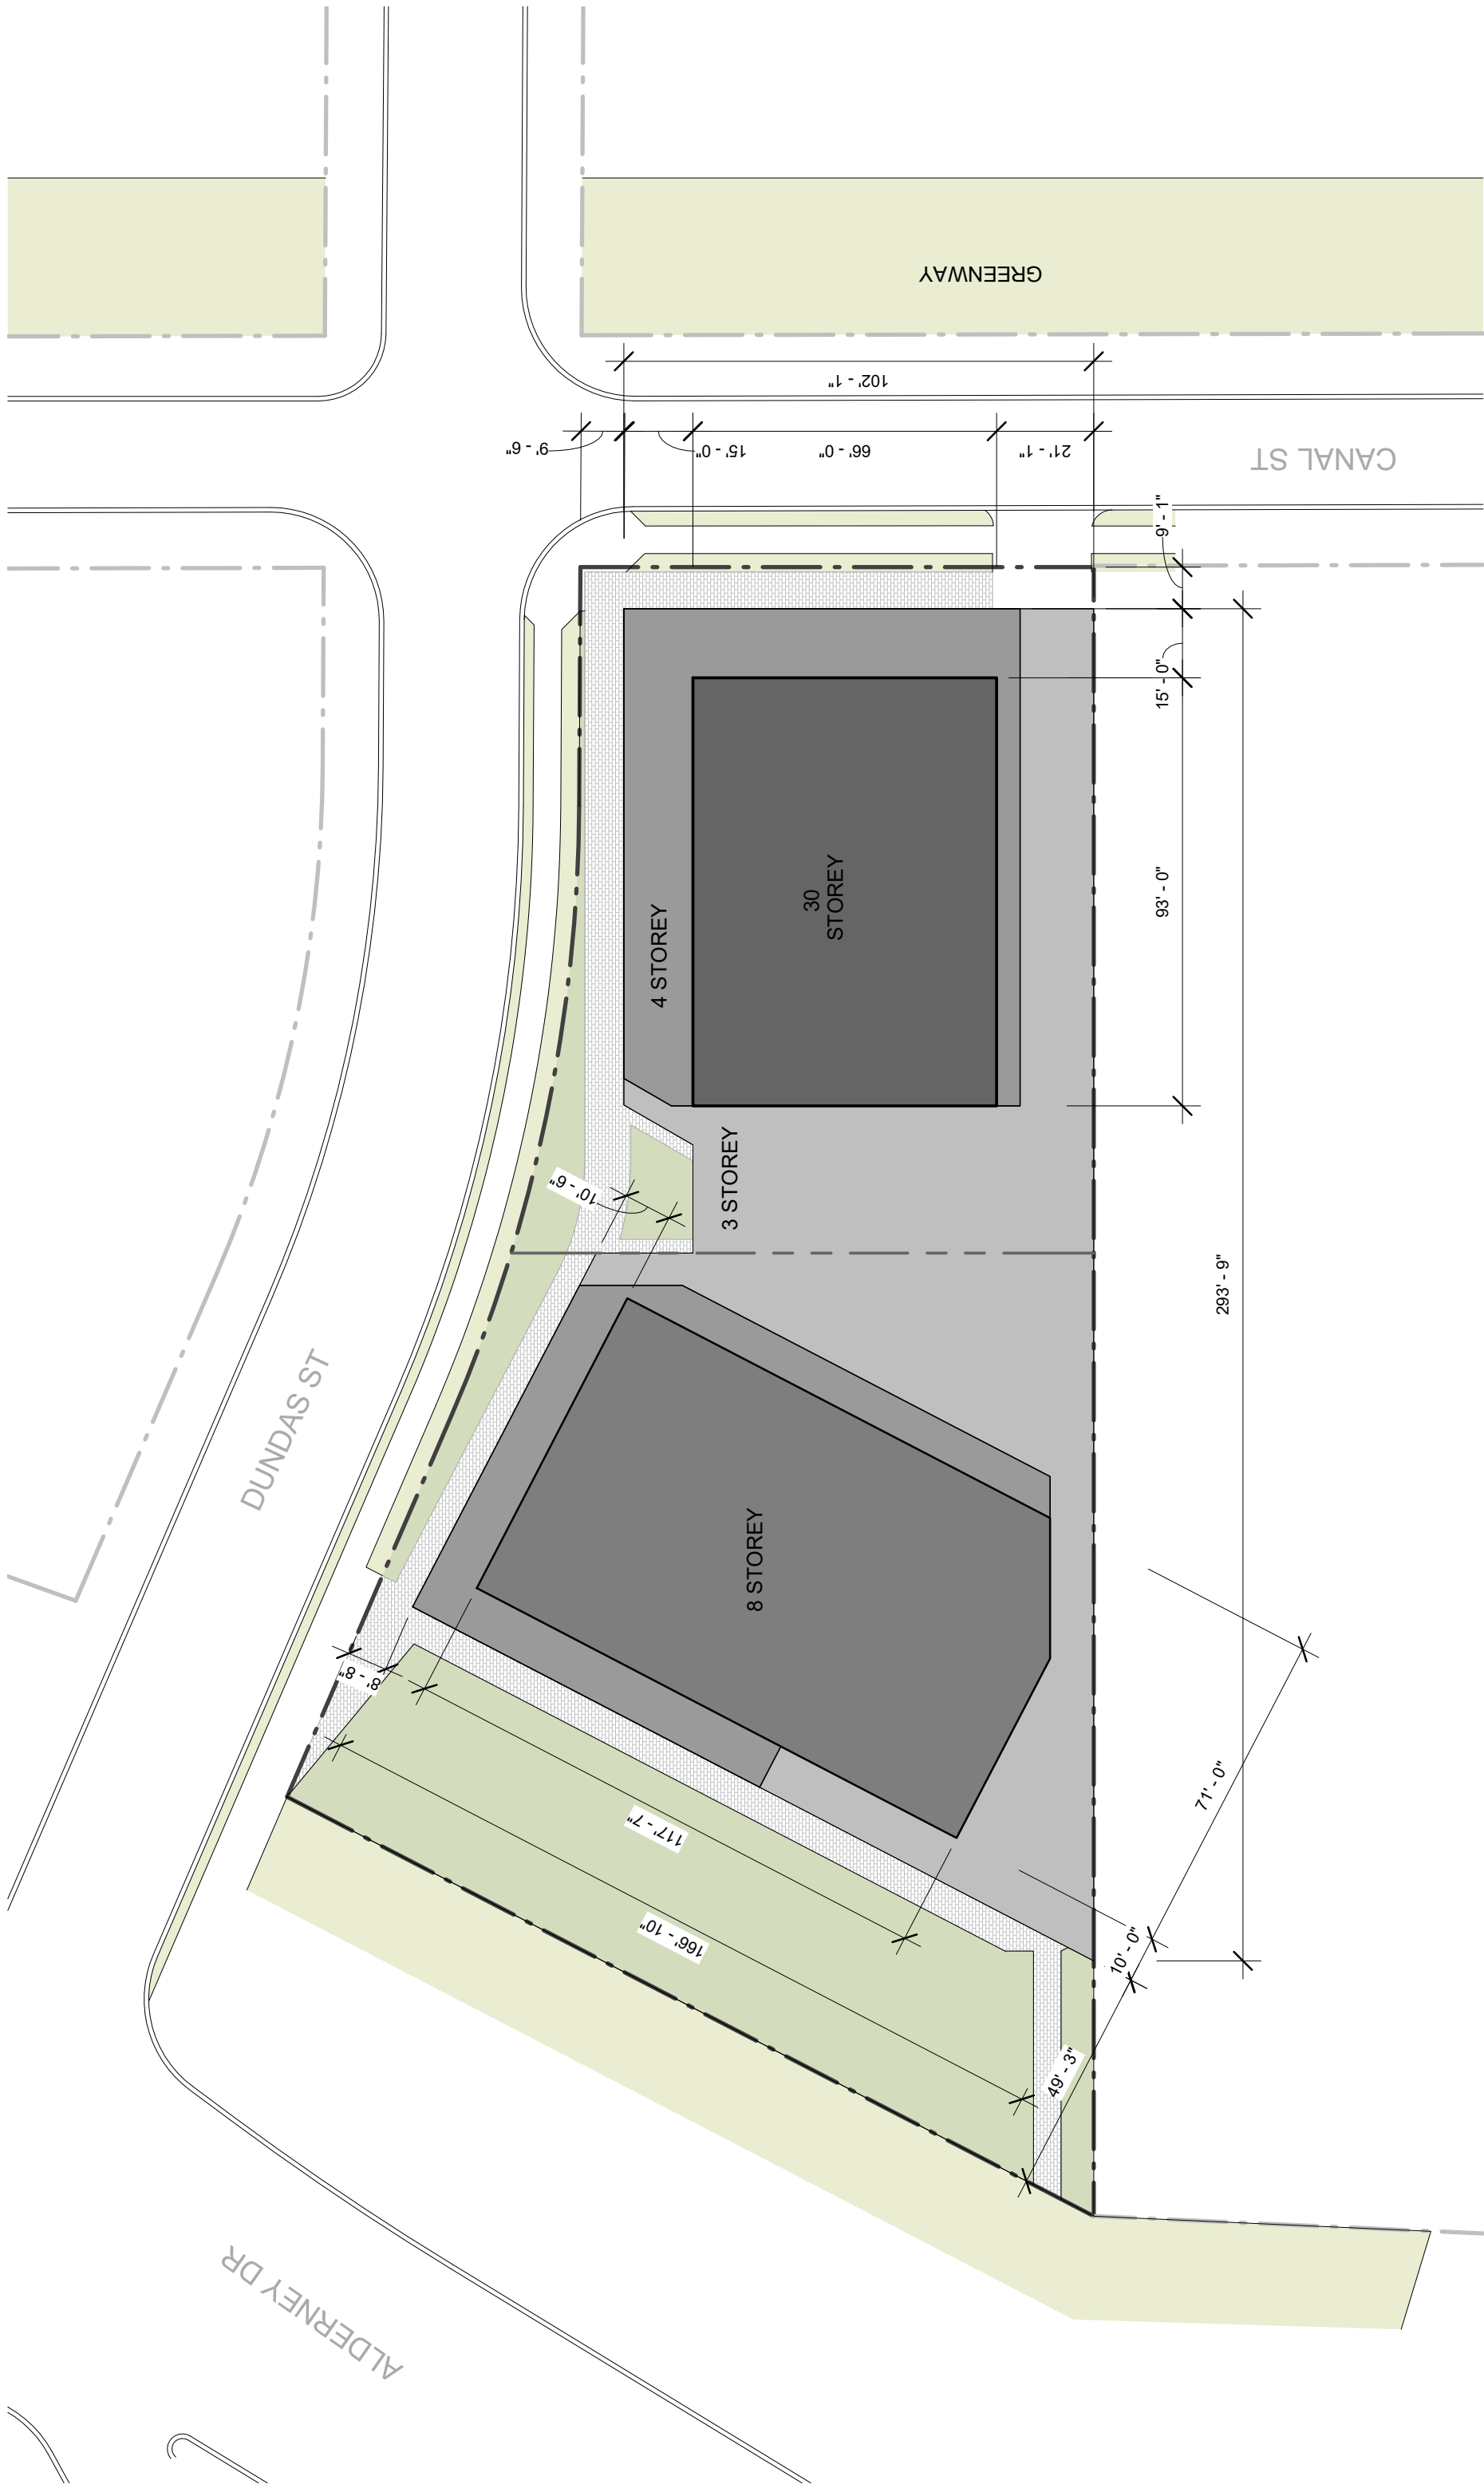 GREENWAY
102' - 1"
9' - 6"
15' - 0"
66' - 0"
21' - 1"
CANAL ST
9' - 1"
15' - 0"
93' - 0"
30
STOREY
4 STOREY
3 STOREY
10' - 6"
293' - 9"
DUNDAS ST
8 STOREY
8' - 8"
117' - 7"
166' - 10"
71' - 0"
10' - 0"
49' - 3"
ALDERNEY DR